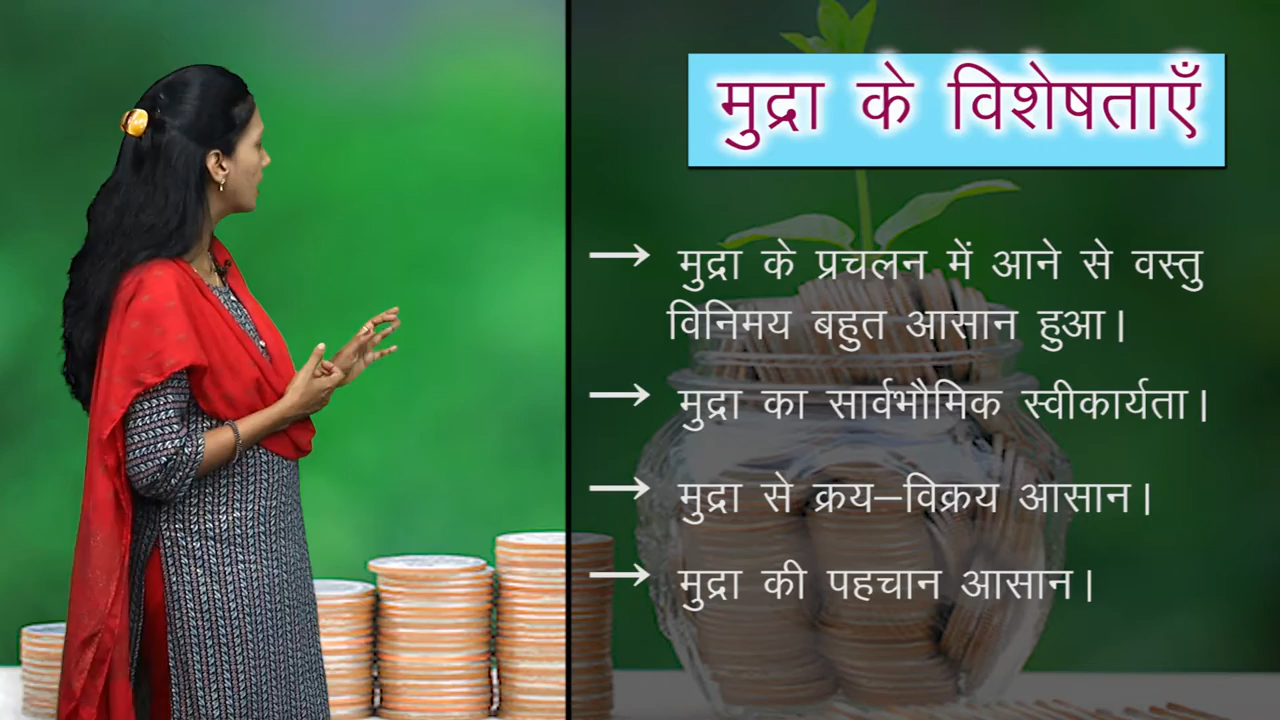 मुद्रा के विशेषताएँ
→ मुद्रा के प्रचलन में आने से वस्तु
विनिमय बहुत आसान हुआ।
→ मुद्रा का सार्वभौमिक स्वीकार्यता।
→ मुद्रा से क्रय–विक्रय आसान।
→ मुद्रा की पहचान आसान।